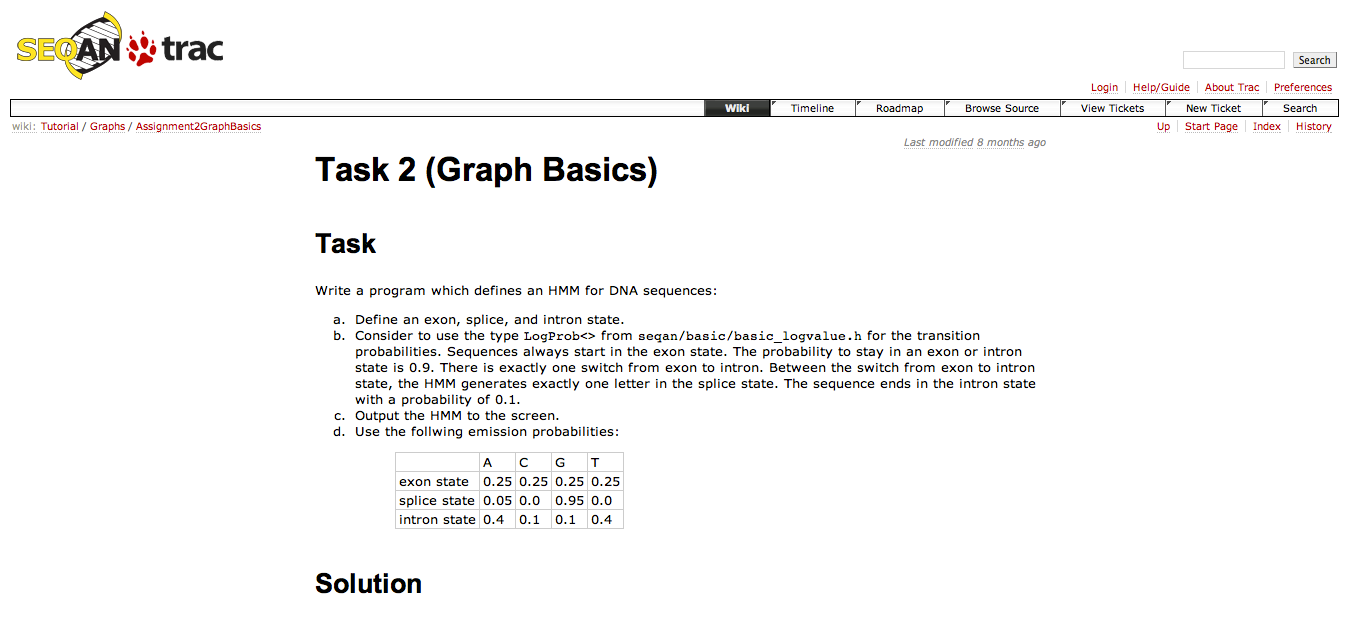 SEQAN trac
Search
Login Help/Guide About Trac Preferences
Wiki Timeline Roadmap Browse Source View Tickets New Ticket Search
wiki: Tutorial / Graphs / Assignment2GraphBasics Up Start Page Index History
Last modified 8 months ago
Task 2 (Graph Basics)
Task
Write a program which defines an HMM for DNA sequences:
a. Define an exon, splice, and intron state.
b. Consider to use the type LogProb<> from seqan/basic/basic_logvalue.h for the transition
probabilities. Sequences always start in the exon state. The probability to stay in an exon or intron
state is 0.9. There is exactly one switch from exon to intron. Between the switch from exon to intron
state, the HMM generates exactly one letter in the splice state. The sequence ends in the intron state
with a probability of 0.1.
c. Output the HMM to the screen.
d. Use the follwing emission probabilities:
A C G T
exon state 0.25 0.25 0.25 0.25
splice state 0.05 0.0 0.95 0.0
intron state 0.4 0.1 0.1 0.4
Solution